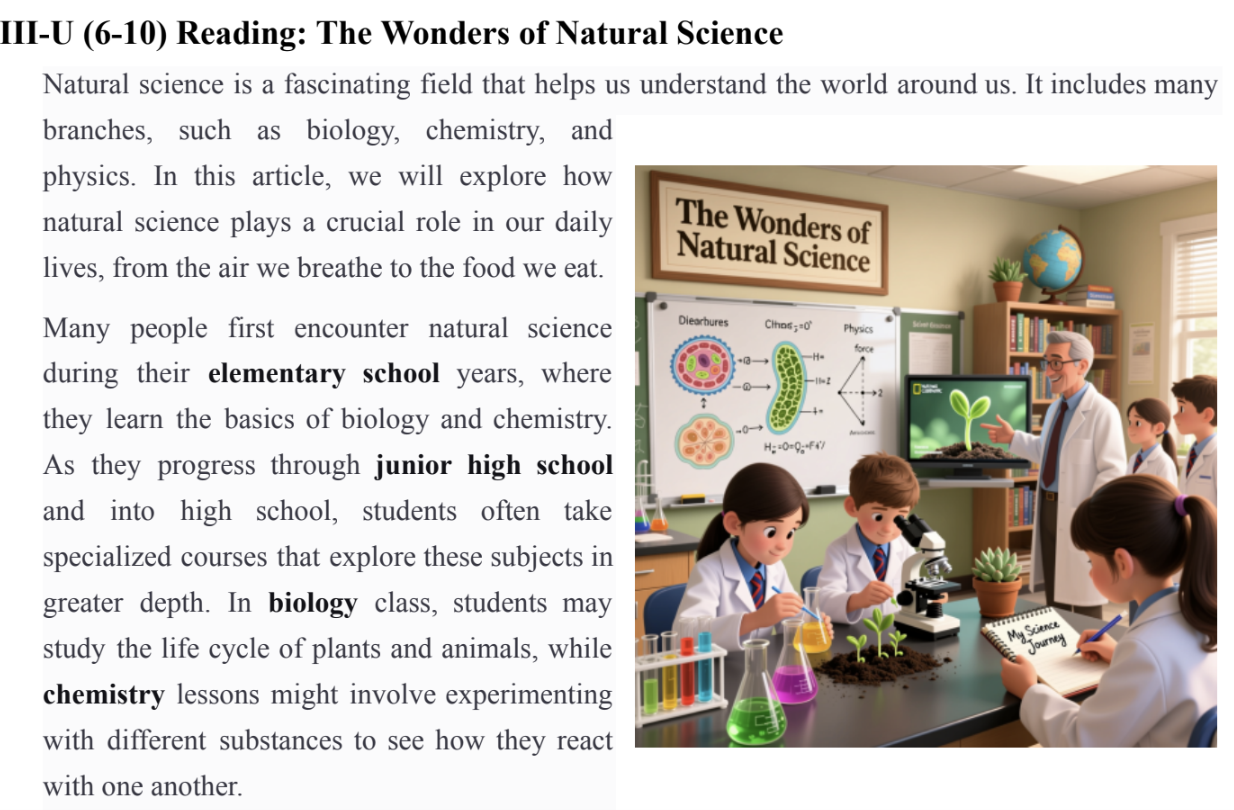 III-U (6-10) Reading: The Wonders of Natural Science
Natural science is a fascinating field that helps us understand the world around us. It includes many
branches, such as biology, chemistry, and
physics. In this article, we will explore how
natural science plays a crucial role in our daily
lives, from the air we breathe to the food we eat.
Many people first encounter natural science
during their elementary school years, where
they learn the basics of biology and chemistry.
As they progress through junior high school
and into high school, students often take
specialized courses that explore these subjects in
greater depth. In biology class, students may
study the life cycle of plants and animals, while
chemistry lessons might involve experimenting
with different substances to see how they react
with one another.
The Wonders of
Natural Science
Physics
force
My Science
Journey